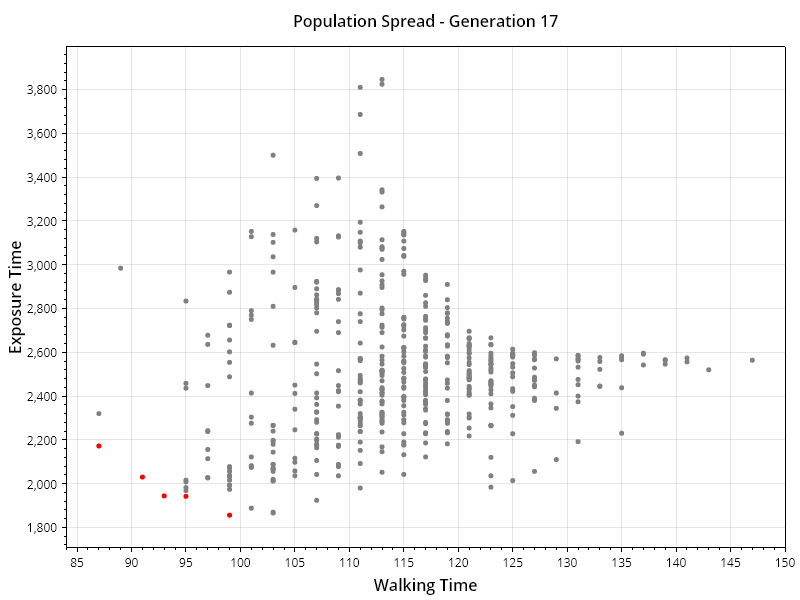 Population Spread - Generation 17
3,800
3,600
3,400
3,200
3,000
2,800
2,600
2,400
2,200
2,000
1,800
Exposure Time
85 90 95 100 105 110 115 120 125 130 135 140 145 150
Walking Time